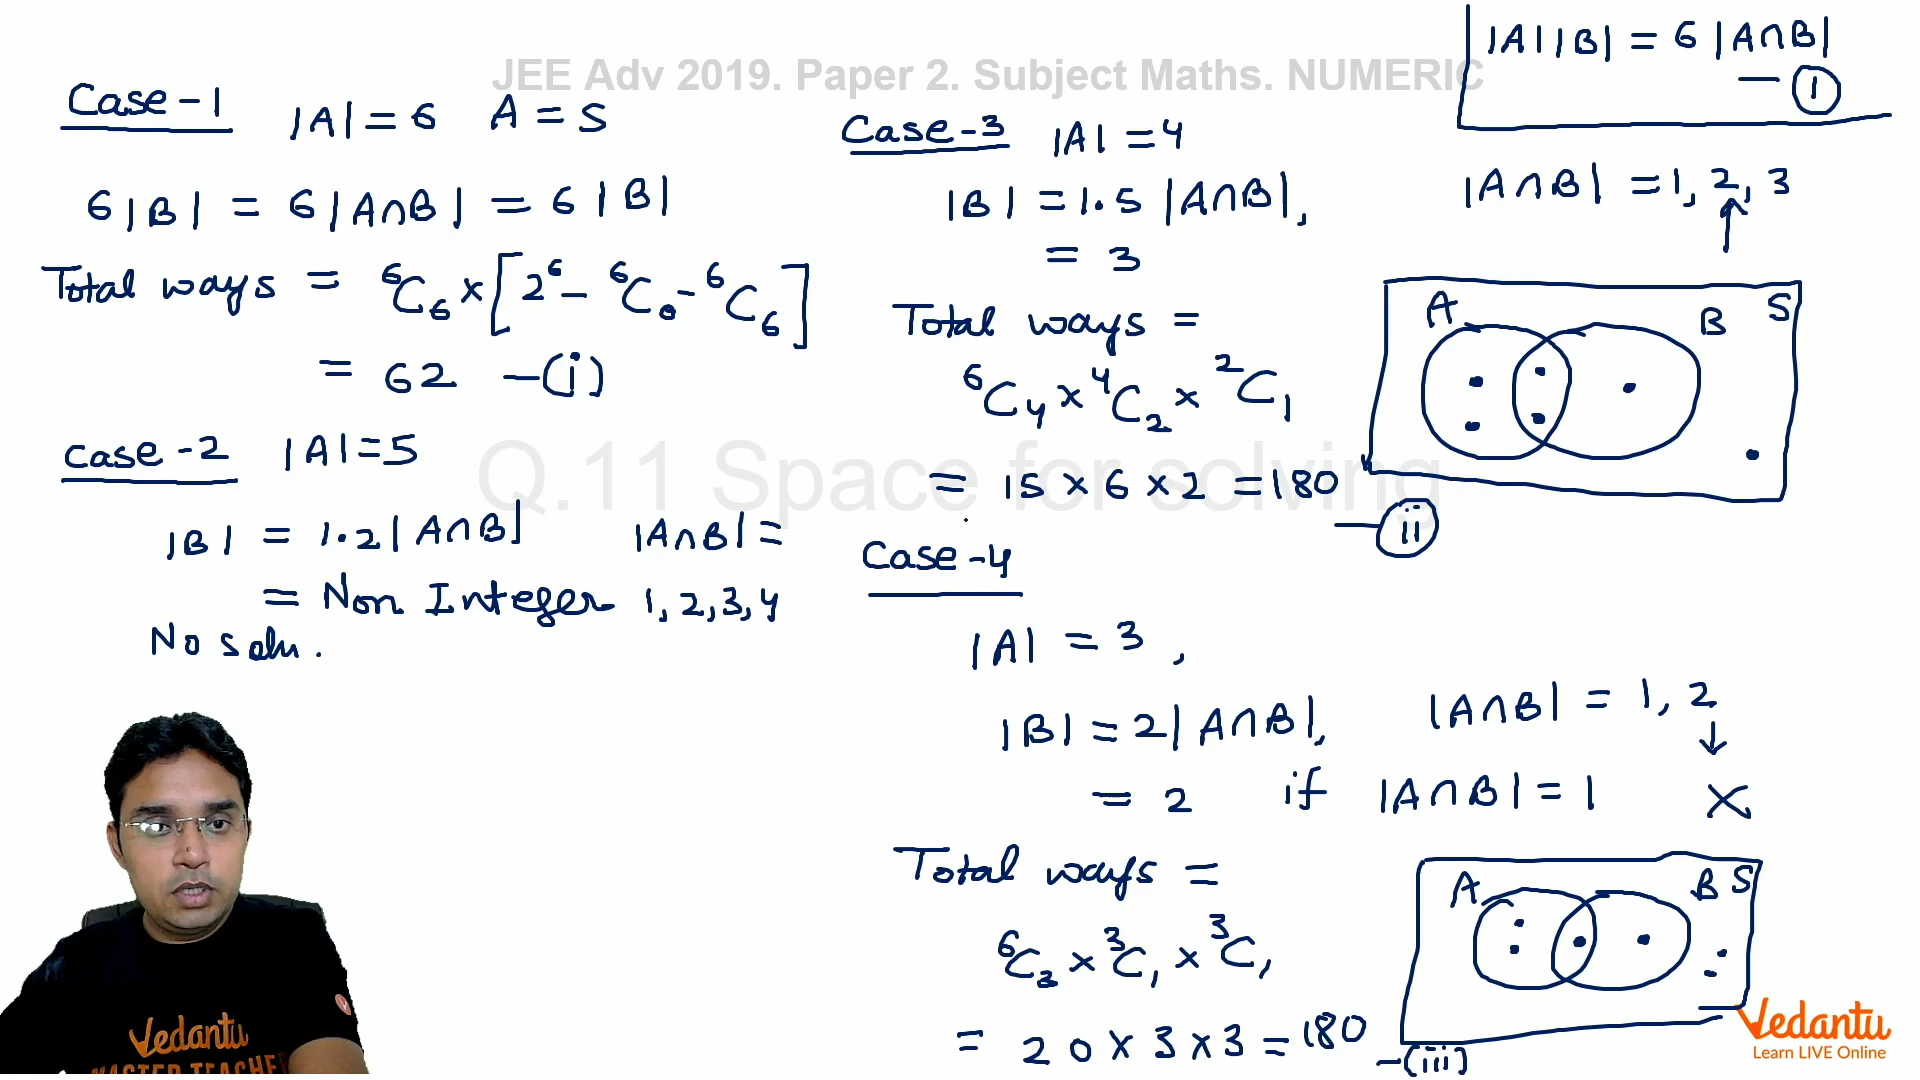 JEE Adv 2019. Paper 2. Subject Maths. NUMERIC
Q.11 Space for solving
Case-1 |A| = 6 A = S
6|B| = 6|A∩B| = 6|B|
Total ways = ⁶C₆ × [2⁶ - ⁶C₀ - ⁶C₆]
= 62 -(i)
Case-2 |A| = 5
|B| = 1.2|A∩B| |A∩B| =
= Non Integer 1, 2, 3, 4
No soln.
|A||B| = 6|A∩B|
— ①
Case-3 |A| = 4
|B| = 1.5 |A∩B|,
= 3
|A∩B| = 1, 2, 3
Total ways =
⁶C₄ × ⁴C₂ × ²C₁
= 15 × 6 × 2 = 180
— (ii)
A B S
Case-4
|A| = 3,
|B| = 2|A∩B|, |A∩B| = 1, 2
= 2 if |A∩B| = 1 ×
Total ways =
⁶C₃ × ³C₁ × ³C₁
= 20 × 3 × 3 = 180 -(iii)
A B S
Vedantu
MASTER TEACHER
Vedantu
Learn LIVE Online